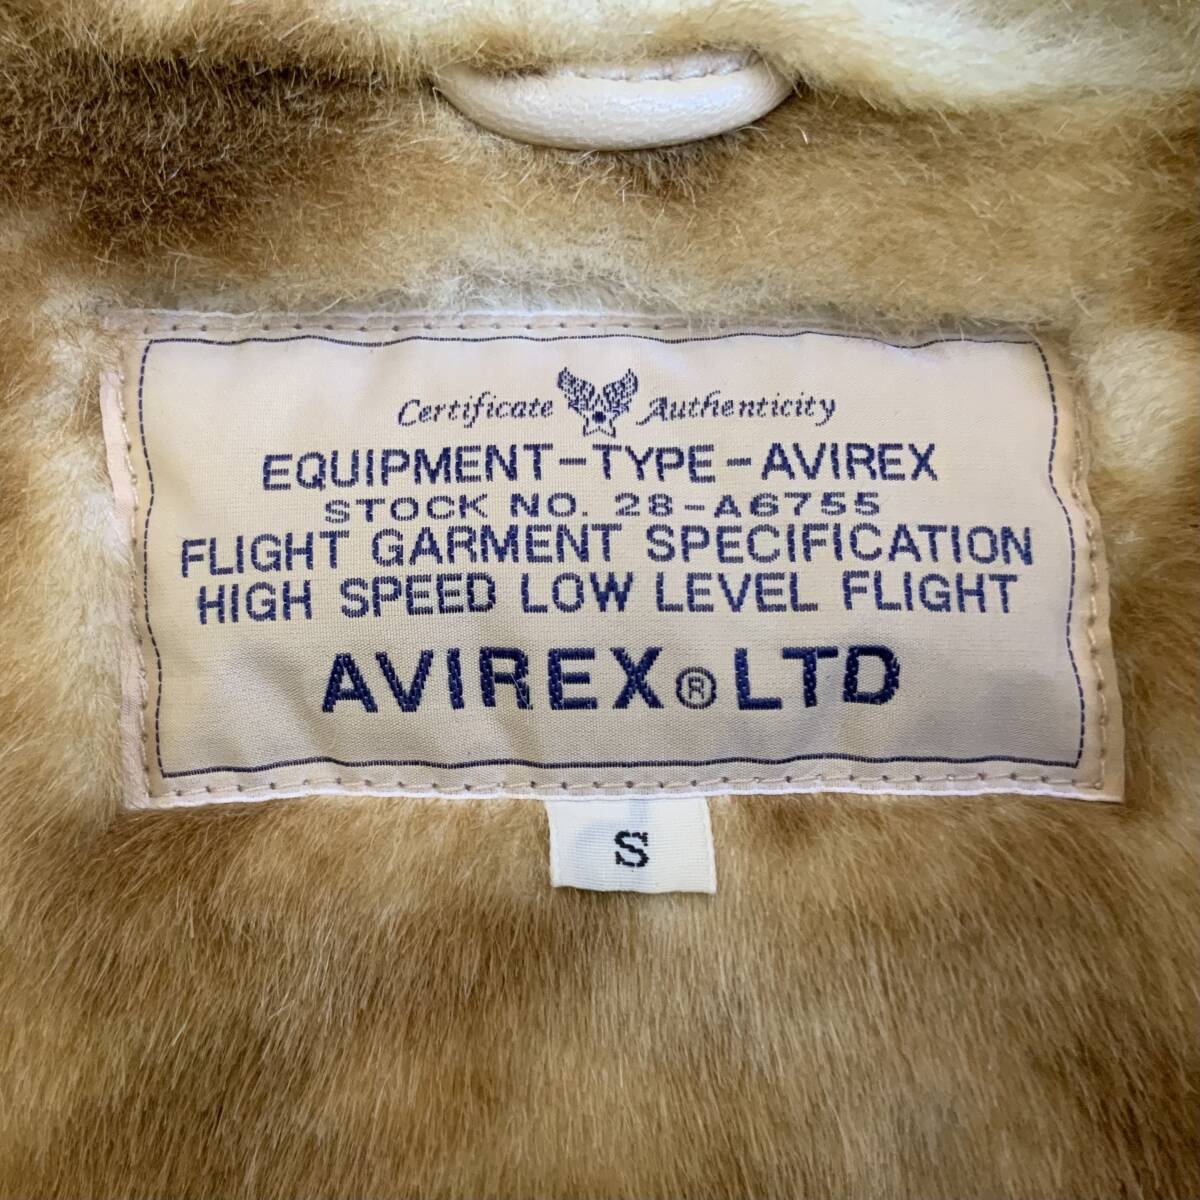 Certificate Authenticity
EQUIPMENT-TYPE-AVIREX
STOCK NO. 28-A6755
FLIGHT GARMENT SPECIFICATION
HIGH SPEED LOW LEVEL FLIGHT
AVIREX® LTD
S